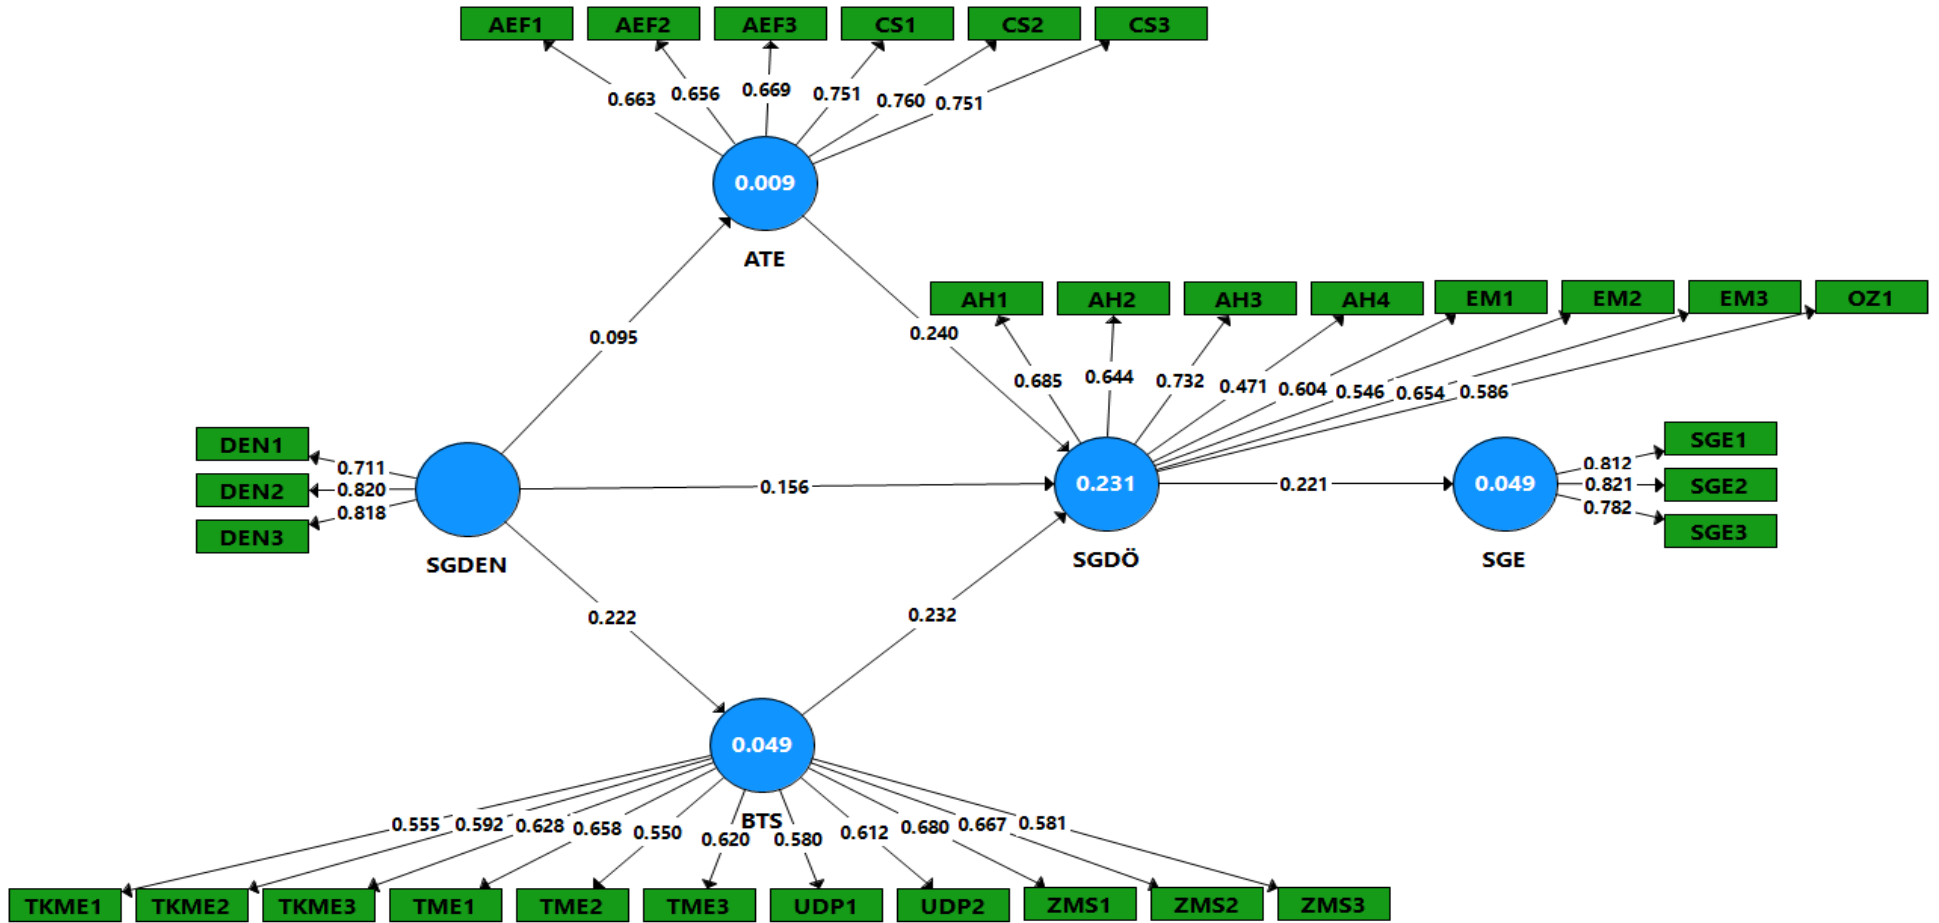 AEF1 AEF2 AEF3 CS1 CS2 CS3
0.663 0.656 0.669 0.751 0.760 0.751
0.009
ATE
AH1 AH2 AH3 AH4 EM1 EM2 EM3 OZ1
0.095 0.240
0.685 0.644 0.732 0.471 0.604 0.546 0.654 0.586
DEN1 0.711
DEN2 0.820
DEN3 0.818
SGDEN
0.156
0.231
SGDÖ
0.221
0.049
SGE
0.812 SGE1
0.821 SGE2
0.782 SGE3
0.222 0.232
0.049
BTS
0.555 0.592 0.628 0.658 0.550 0.620 0.580 0.612 0.680 0.667 0.581
TKME1 TKME2 TKME3 TME1 TME2 TME3 UDP1 UDP2 ZMS1 ZMS2 ZMS3